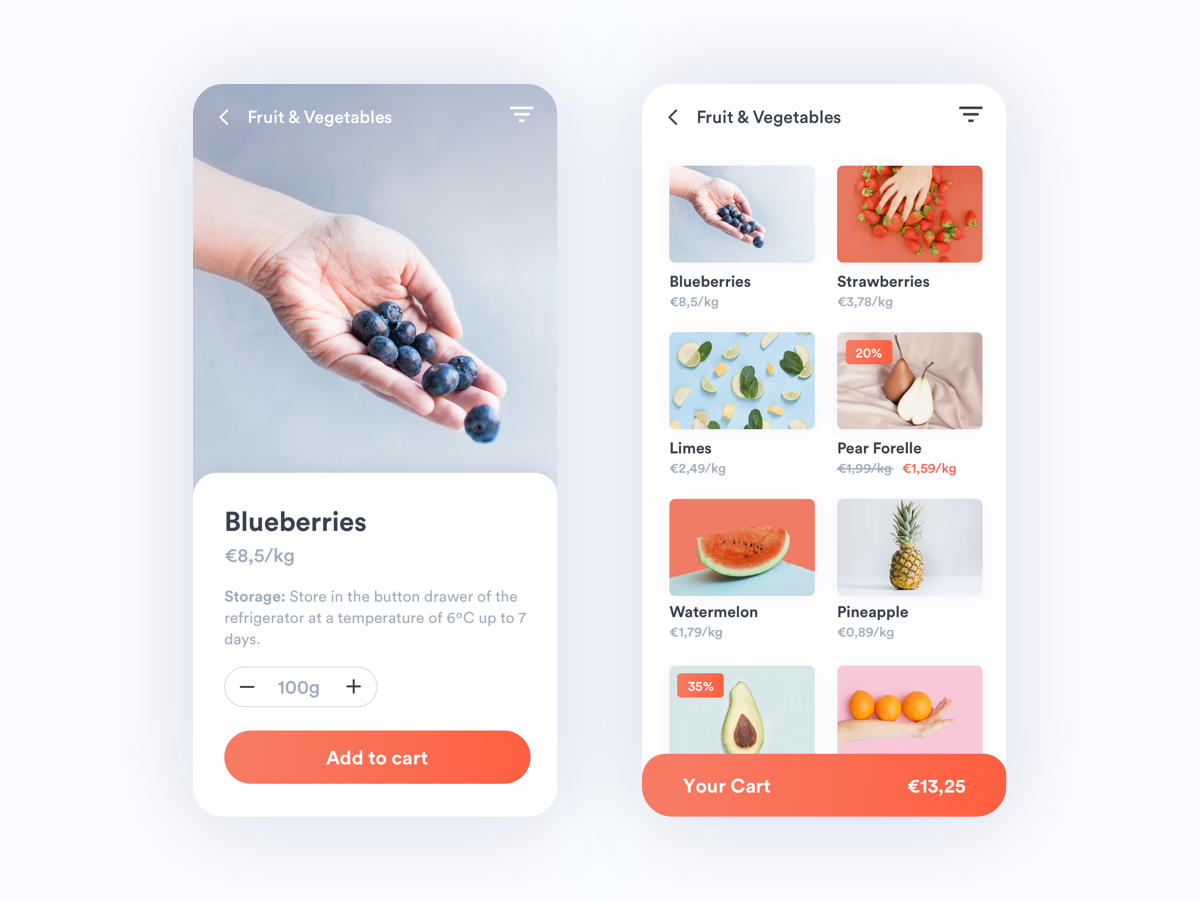 Fruit & Vegetables
Blueberries
€8,5/kg
Storage: Store in the button drawer of the
refrigerator at a temperature of 6ºC up to 7
days.
100g
Add to cart
Fruit & Vegetables
Blueberries
€8,5/kg
Strawberries
€3,78/kg
Limes
€2,49/kg
20%
Pear Forelle
€1,99/kg €1,59/kg
Watermelon
€1,79/kg
Pineapple
€0,89/kg
35%
Your Cart €13,25